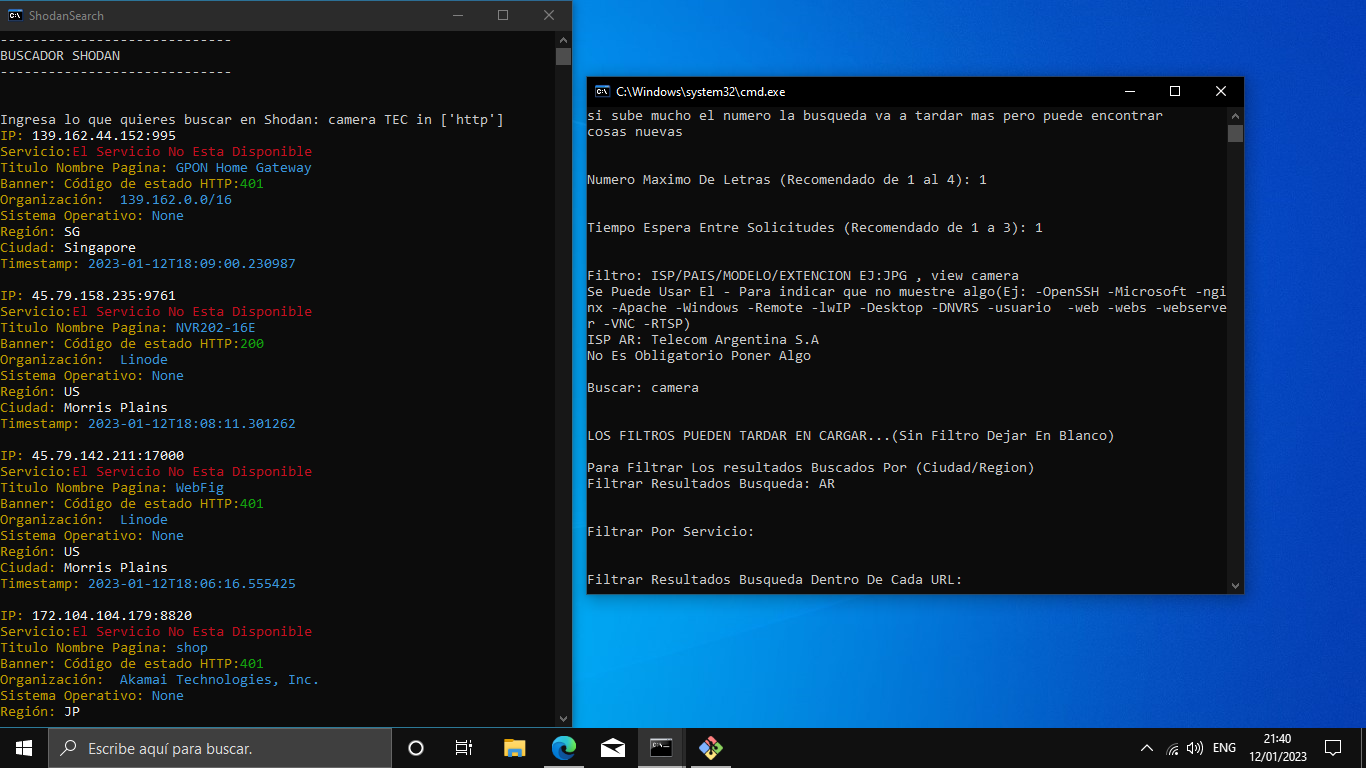 ShodanSearch
-----------------------------
BUSCADOR SHODAN
-----------------------------
Ingresa lo que quieres buscar en Shodan: camera TEC in ['http']
IP: 139.162.44.152:995
Servicio:El Servicio No Esta Disponible
Titulo Nombre Pagina: GPON Home Gateway
Banner: Código de estado HTTP:401
Organización:  139.162.0.0/16
Sistema Operativo: None
Región: SG
Ciudad: Singapore
Timestamp: 2023-01-12T18:09:00.230987
IP: 45.79.158.235:9761
Servicio:El Servicio No Esta Disponible
Titulo Nombre Pagina: NVR202-16E
Banner: Código de estado HTTP:200
Organización:  Linode
Sistema Operativo: None
Región: US
Ciudad: Morris Plains
Timestamp: 2023-01-12T18:08:11.301262
IP: 45.79.142.211:17000
Servicio:El Servicio No Esta Disponible
Titulo Nombre Pagina: WebFig
Banner: Código de estado HTTP:401
Organización:  Linode
Sistema Operativo: None
Región: US
Ciudad: Morris Plains
Timestamp: 2023-01-12T18:06:16.555425
IP: 172.104.104.179:8820
Servicio:El Servicio No Esta Disponible
Titulo Nombre Pagina: shop
Banner: Código de estado HTTP:401
Organización:  Akamai Technologies, Inc.
Sistema Operativo: None
Región: JP
C:\Windows\system32\cmd.exe
si sube mucho el numero la busqueda va a tardar mas pero puede encontrar
cosas nuevas
Numero Maximo De Letras (Recomendado de 1 al 4): 1
Tiempo Espera Entre Solicitudes (Recomendado de 1 a 3): 1
Filtro: ISP/PAIS/MODELO/EXTENCION EJ:JPG , view camera
Se Puede Usar El - Para indicar que no muestre algo(Ej: -OpenSSH -Microsoft -ngi
nx -Apache -Windows -Remote -lwIP -Desktop -DNVRS -usuario  -web -webs -webserve
r -VNC -RTSP)
ISP AR: Telecom Argentina S.A
No Es Obligatorio Poner Algo
Buscar: camera
LOS FILTROS PUEDEN TARDAR EN CARGAR...(Sin Filtro Dejar En Blanco)
Para Filtrar Los resultados Buscados Por (Ciudad/Region)
Filtrar Resultados Busqueda: AR
Filtrar Por Servicio:
Filtrar Resultados Busqueda Dentro De Cada URL:
Escribe aquí para buscar.
ENG
21:40
12/01/2023